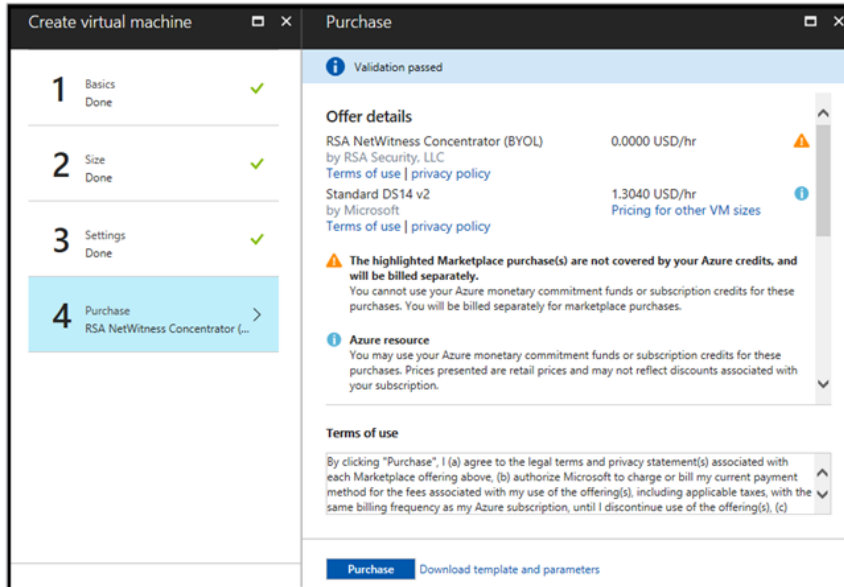 Create virtual machine
1
Basics
Done
2
Size
Done
3
Settings
Done
4
Purchase
RSA NetWitness Concentrator (...
Purchase
Validation passed
Offer details
RSA NetWitness Concentrator (BYOL) 0.0000 USD/hr
by RSA Security, LLC
Terms of use | privacy policy
Standard DS14 v2 1.3040 USD/hr
by Microsoft Pricing for other VM sizes
Terms of use | privacy policy
The highlighted Marketplace purchase(s) are not covered by your Azure credits, and
will be billed separately.
You cannot use your Azure monetary commitment funds or subscription credits for these
purchases. You will be billed separately for marketplace purchases.
Azure resource
You may use your Azure monetary commitment funds or subscription credits for these
purchases. Prices presented are retail prices and may not reflect discounts associated with
your subscription.
Terms of use
By clicking "Purchase", I (a) agree to the legal terms and privacy statement(s) associated with
each Marketplace offering above, (b) authorize Microsoft to charge or bill my current payment
method for the fees associated with my use of the offering(s), including applicable taxes, with the
same billing frequency as my Azure subscription, until I discontinue use of the offering(s), (c)
Purchase Download template and parameters